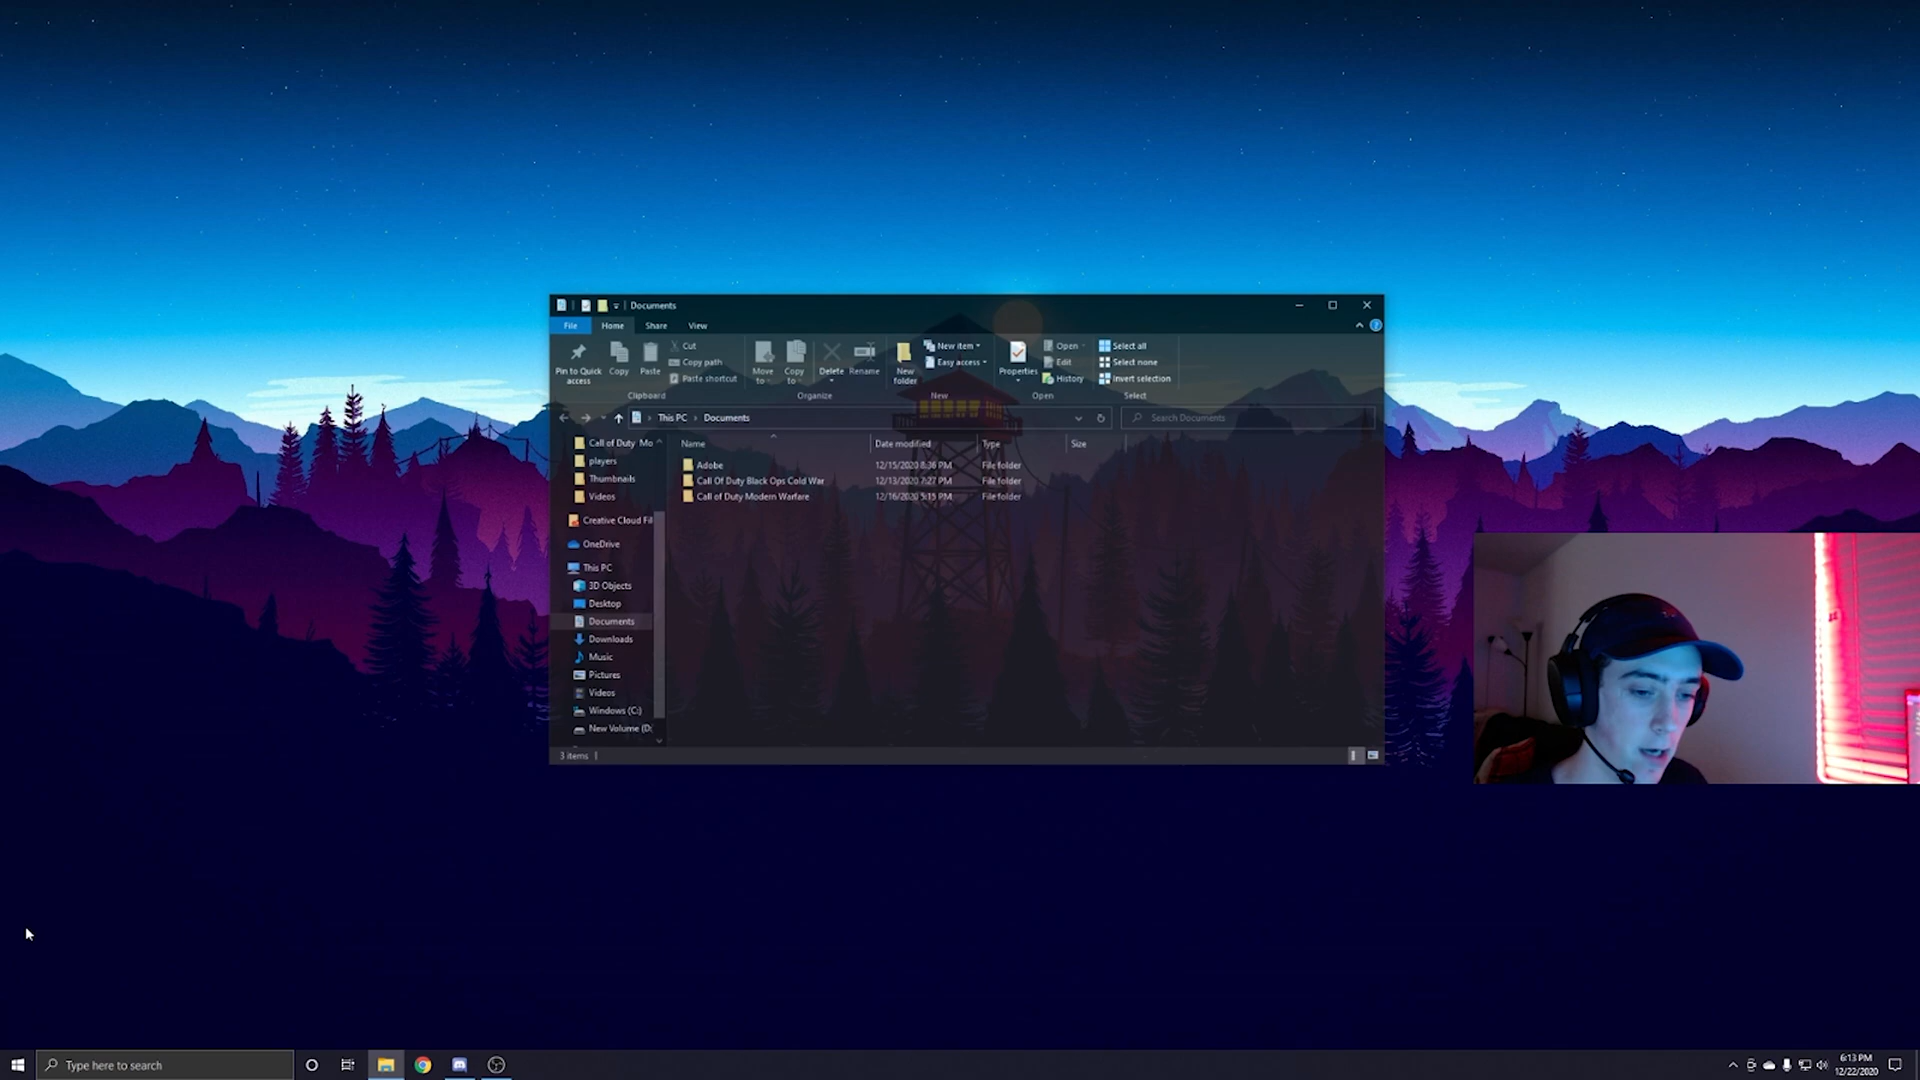 Documents
File Home Share View
Pin to Quick access
Copy
Paste
Cut
Copy path
Paste shortcut
Clipboard
Move to
Copy to
Delete
Rename
Organize
New folder
New item
Easy access
New
Properties
Open
Edit
History
Open
Select all
Select none
Invert selection
Select
This PC > Documents
Search Documents
Name Date modified Type Size
Adobe 12/15/2020 8:36 PM File folder
Call Of Duty Black Ops Cold War 12/13/2020 7:27 PM File folder
Call of Duty Modern Warfare 12/16/2020 5:15 PM File folder
Call of Duty Mo
players
Thumbnails
Videos
Creative Cloud Fil
OneDrive
This PC
3D Objects
Desktop
Documents
Downloads
Music
Pictures
Videos
Windows (C:)
New Volume (D:
3 items
Type here to search
6:13 PM
12/22/2020